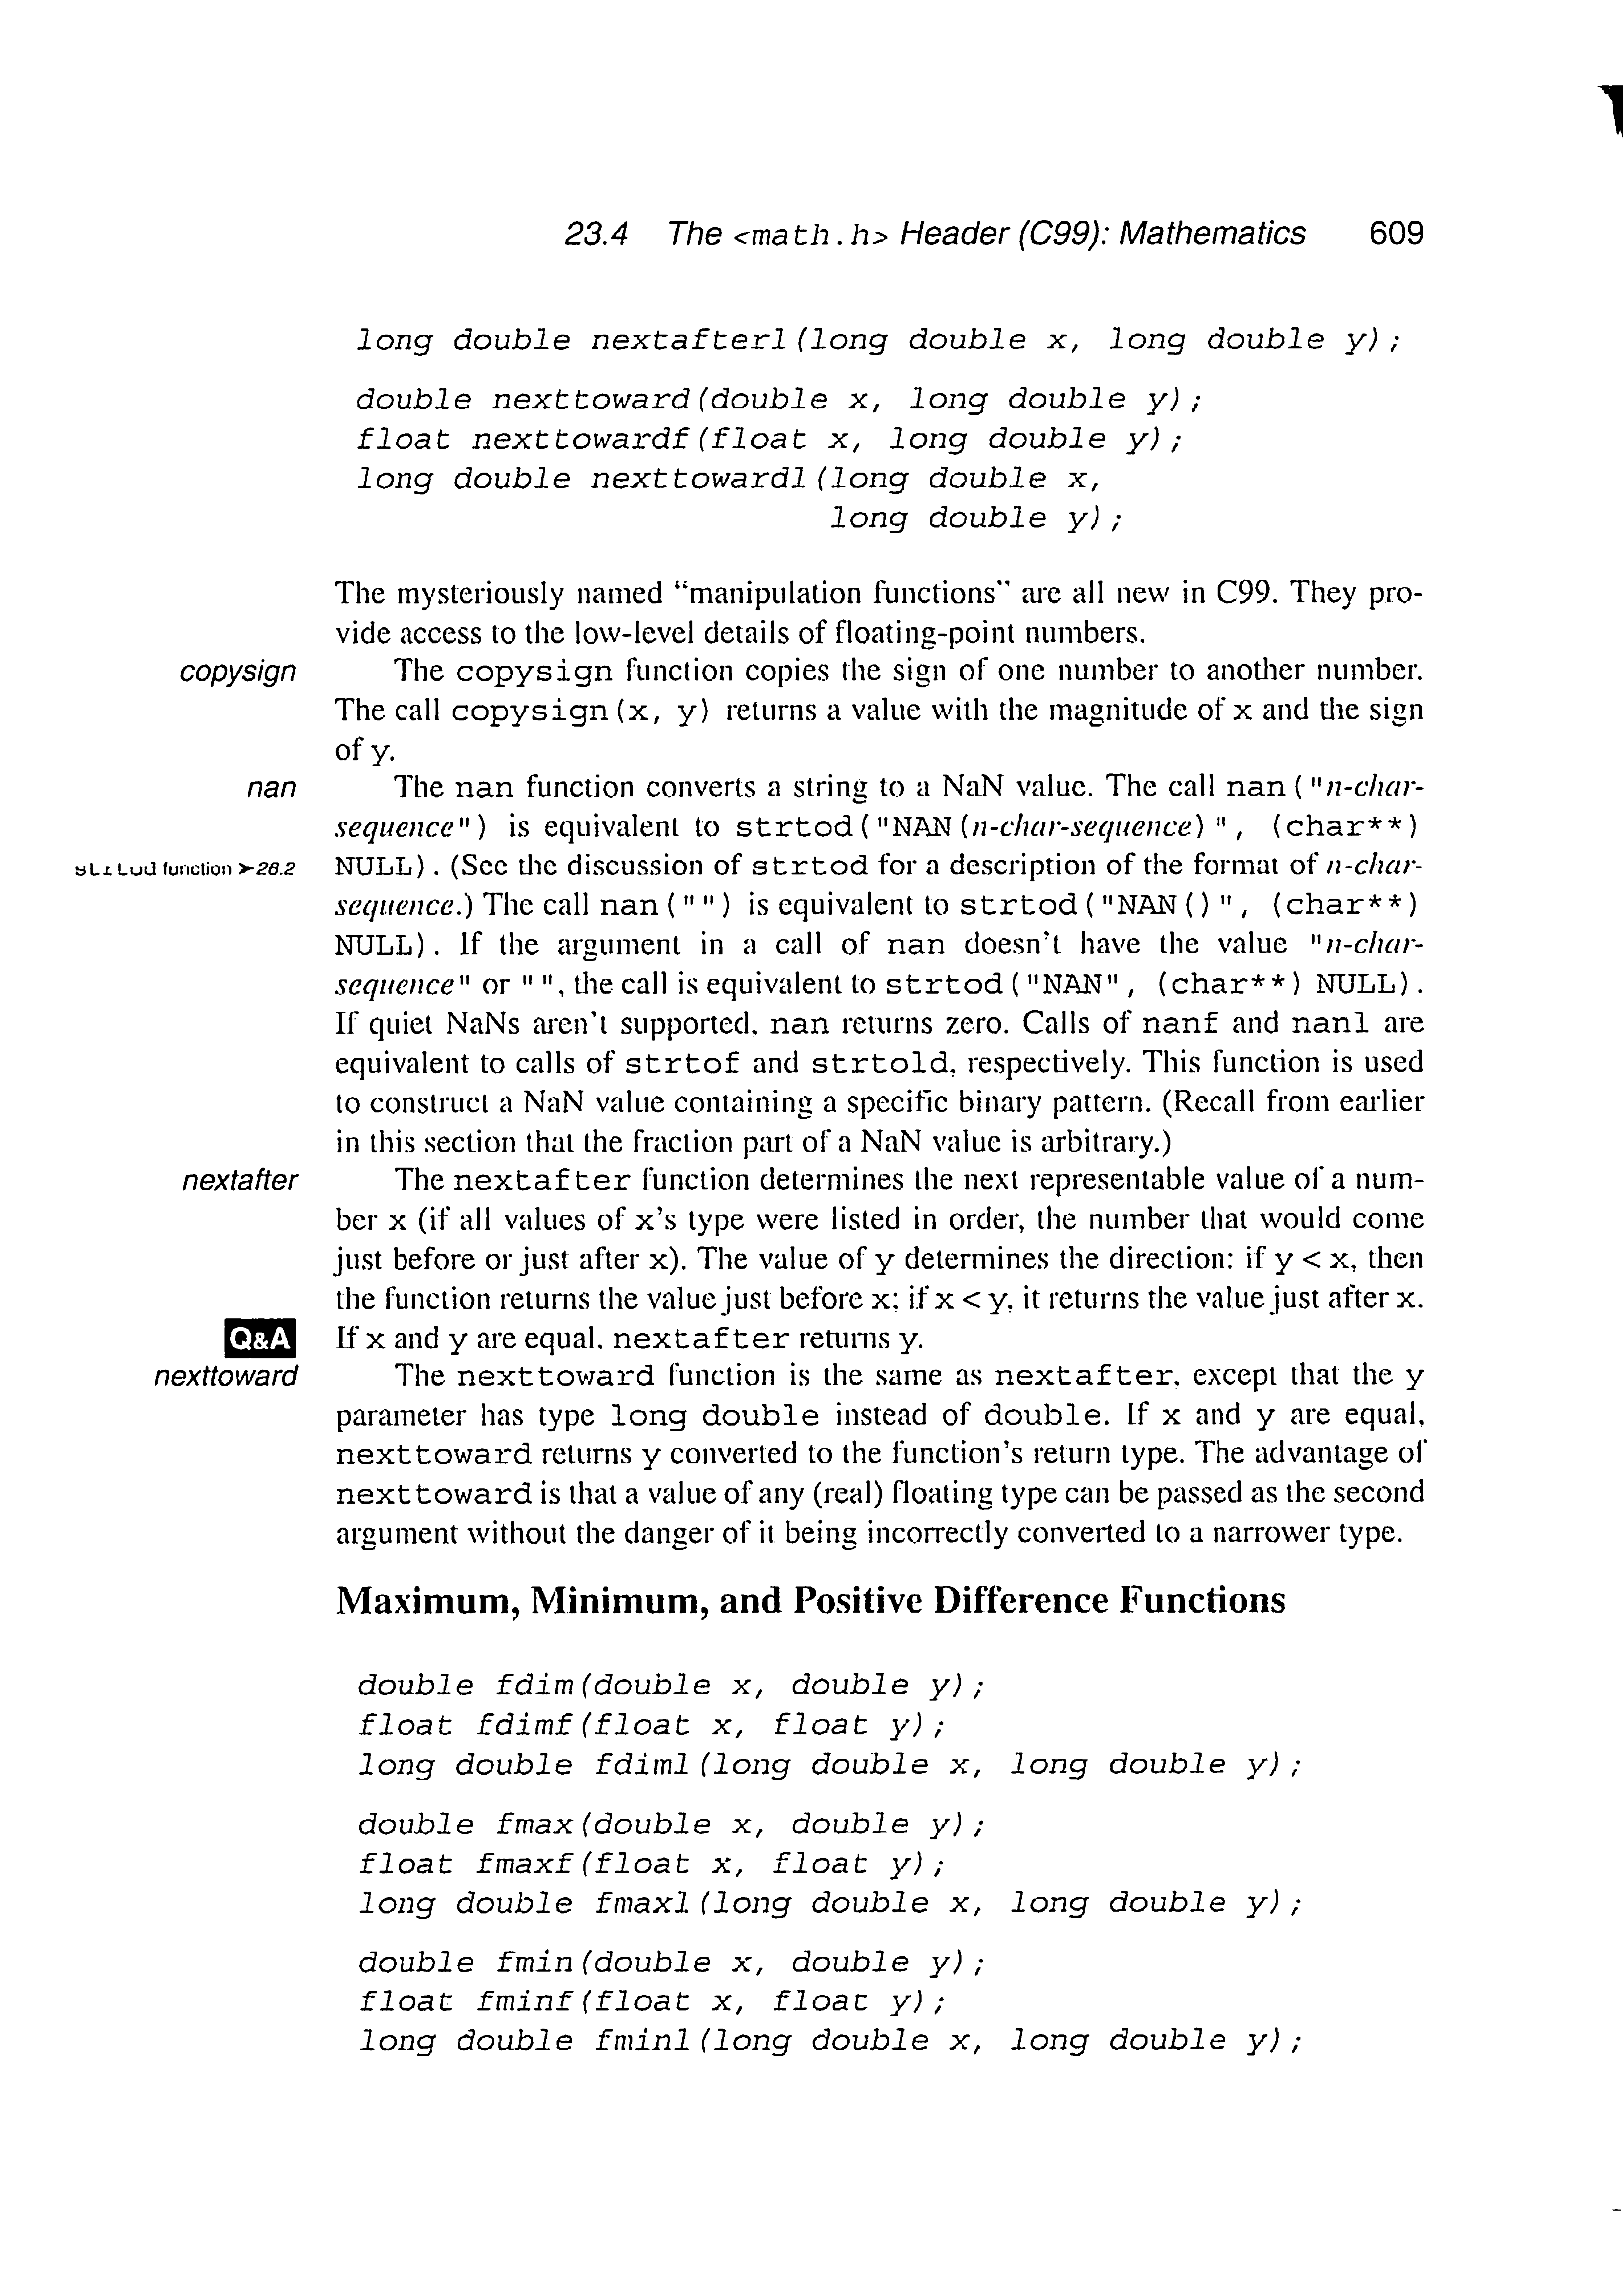 23.4 The <math.h> Header (C99): Mathematics 609
long double nextafterl(long double x, long double y);
double nexttoward(double x, long double y);
float nexttowardf(float x, long double y);
long double nexttowardl(long double x,
long double y);
The mysteriously named “manipulation functions” are all new in C99. They pro-
vide access to the low-level details of floating-point numbers.
copysign The copysign function copies the sign of one number to another number.
The call copysign(x, y) returns a value with the magnitude of x and the sign
of y.
nan The nan function converts a string to a NaN value. The call nan("n-char-
sequence") is equivalent to strtod("NAN(n-char-sequence)", (char**)
strtod function ➤26.2 NULL). (See the discussion of strtod for a description of the format of n-char-
sequence.) The call nan("") is equivalent to strtod("NAN()", (char**)
NULL). If the argument in a call of nan doesn't have the value "n-char-
sequence" or "", the call is equivalent to strtod("NAN", (char**) NULL).
If quiet NaNs aren't supported, nan returns zero. Calls of nanf and nanl are
equivalent to calls of strtof and strtold, respectively. This function is used
to construct a NaN value containing a specific binary pattern. (Recall from earlier
in this section that the fraction part of a NaN value is arbitrary.)
nextafter The nextafter function determines the next representable value of a num-
ber x (if all values of x's type were listed in order, the number that would come
just before or just after x). The value of y determines the direction: if y < x, then
the function returns the value just before x; if x < y, it returns the value just after x.
Q&A If x and y are equal, nextafter returns y.
nexttoward The nexttoward function is the same as nextafter, except that the y
parameter has type long double instead of double. If x and y are equal,
nexttoward returns y converted to the function's return type. The advantage of
nexttoward is that a value of any (real) floating type can be passed as the second
argument without the danger of it being incorrectly converted to a narrower type.
Maximum, Minimum, and Positive Difference Functions
double fdim(double x, double y);
float fdimf(float x, float y);
long double fdiml(long double x, long double y);
double fmax(double x, double y);
float fmaxf(float x, float y);
long double fmaxl(long double x, long double y);
double fmin(double x, double y);
float fminf(float x, float y);
long double fminl(long double x, long double y);